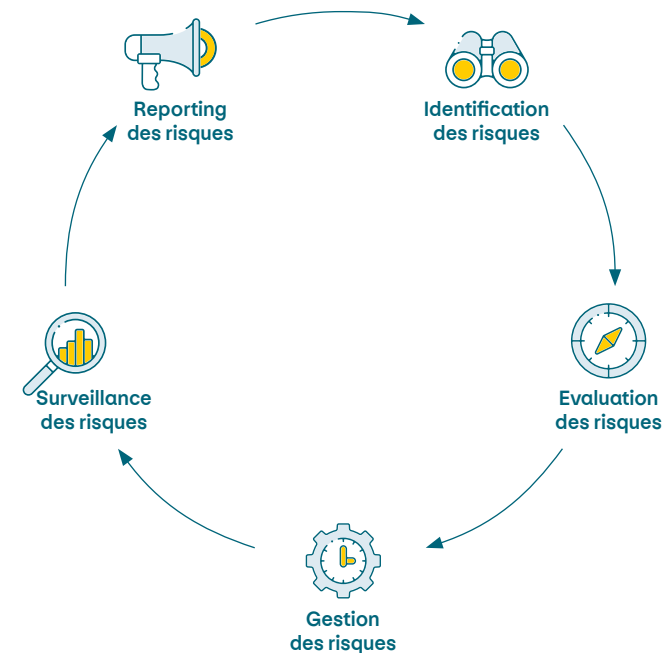 Reporting
des risques
Identification
des risques
Surveillance
des risques
Evaluation
des risques
Gestion
des risques